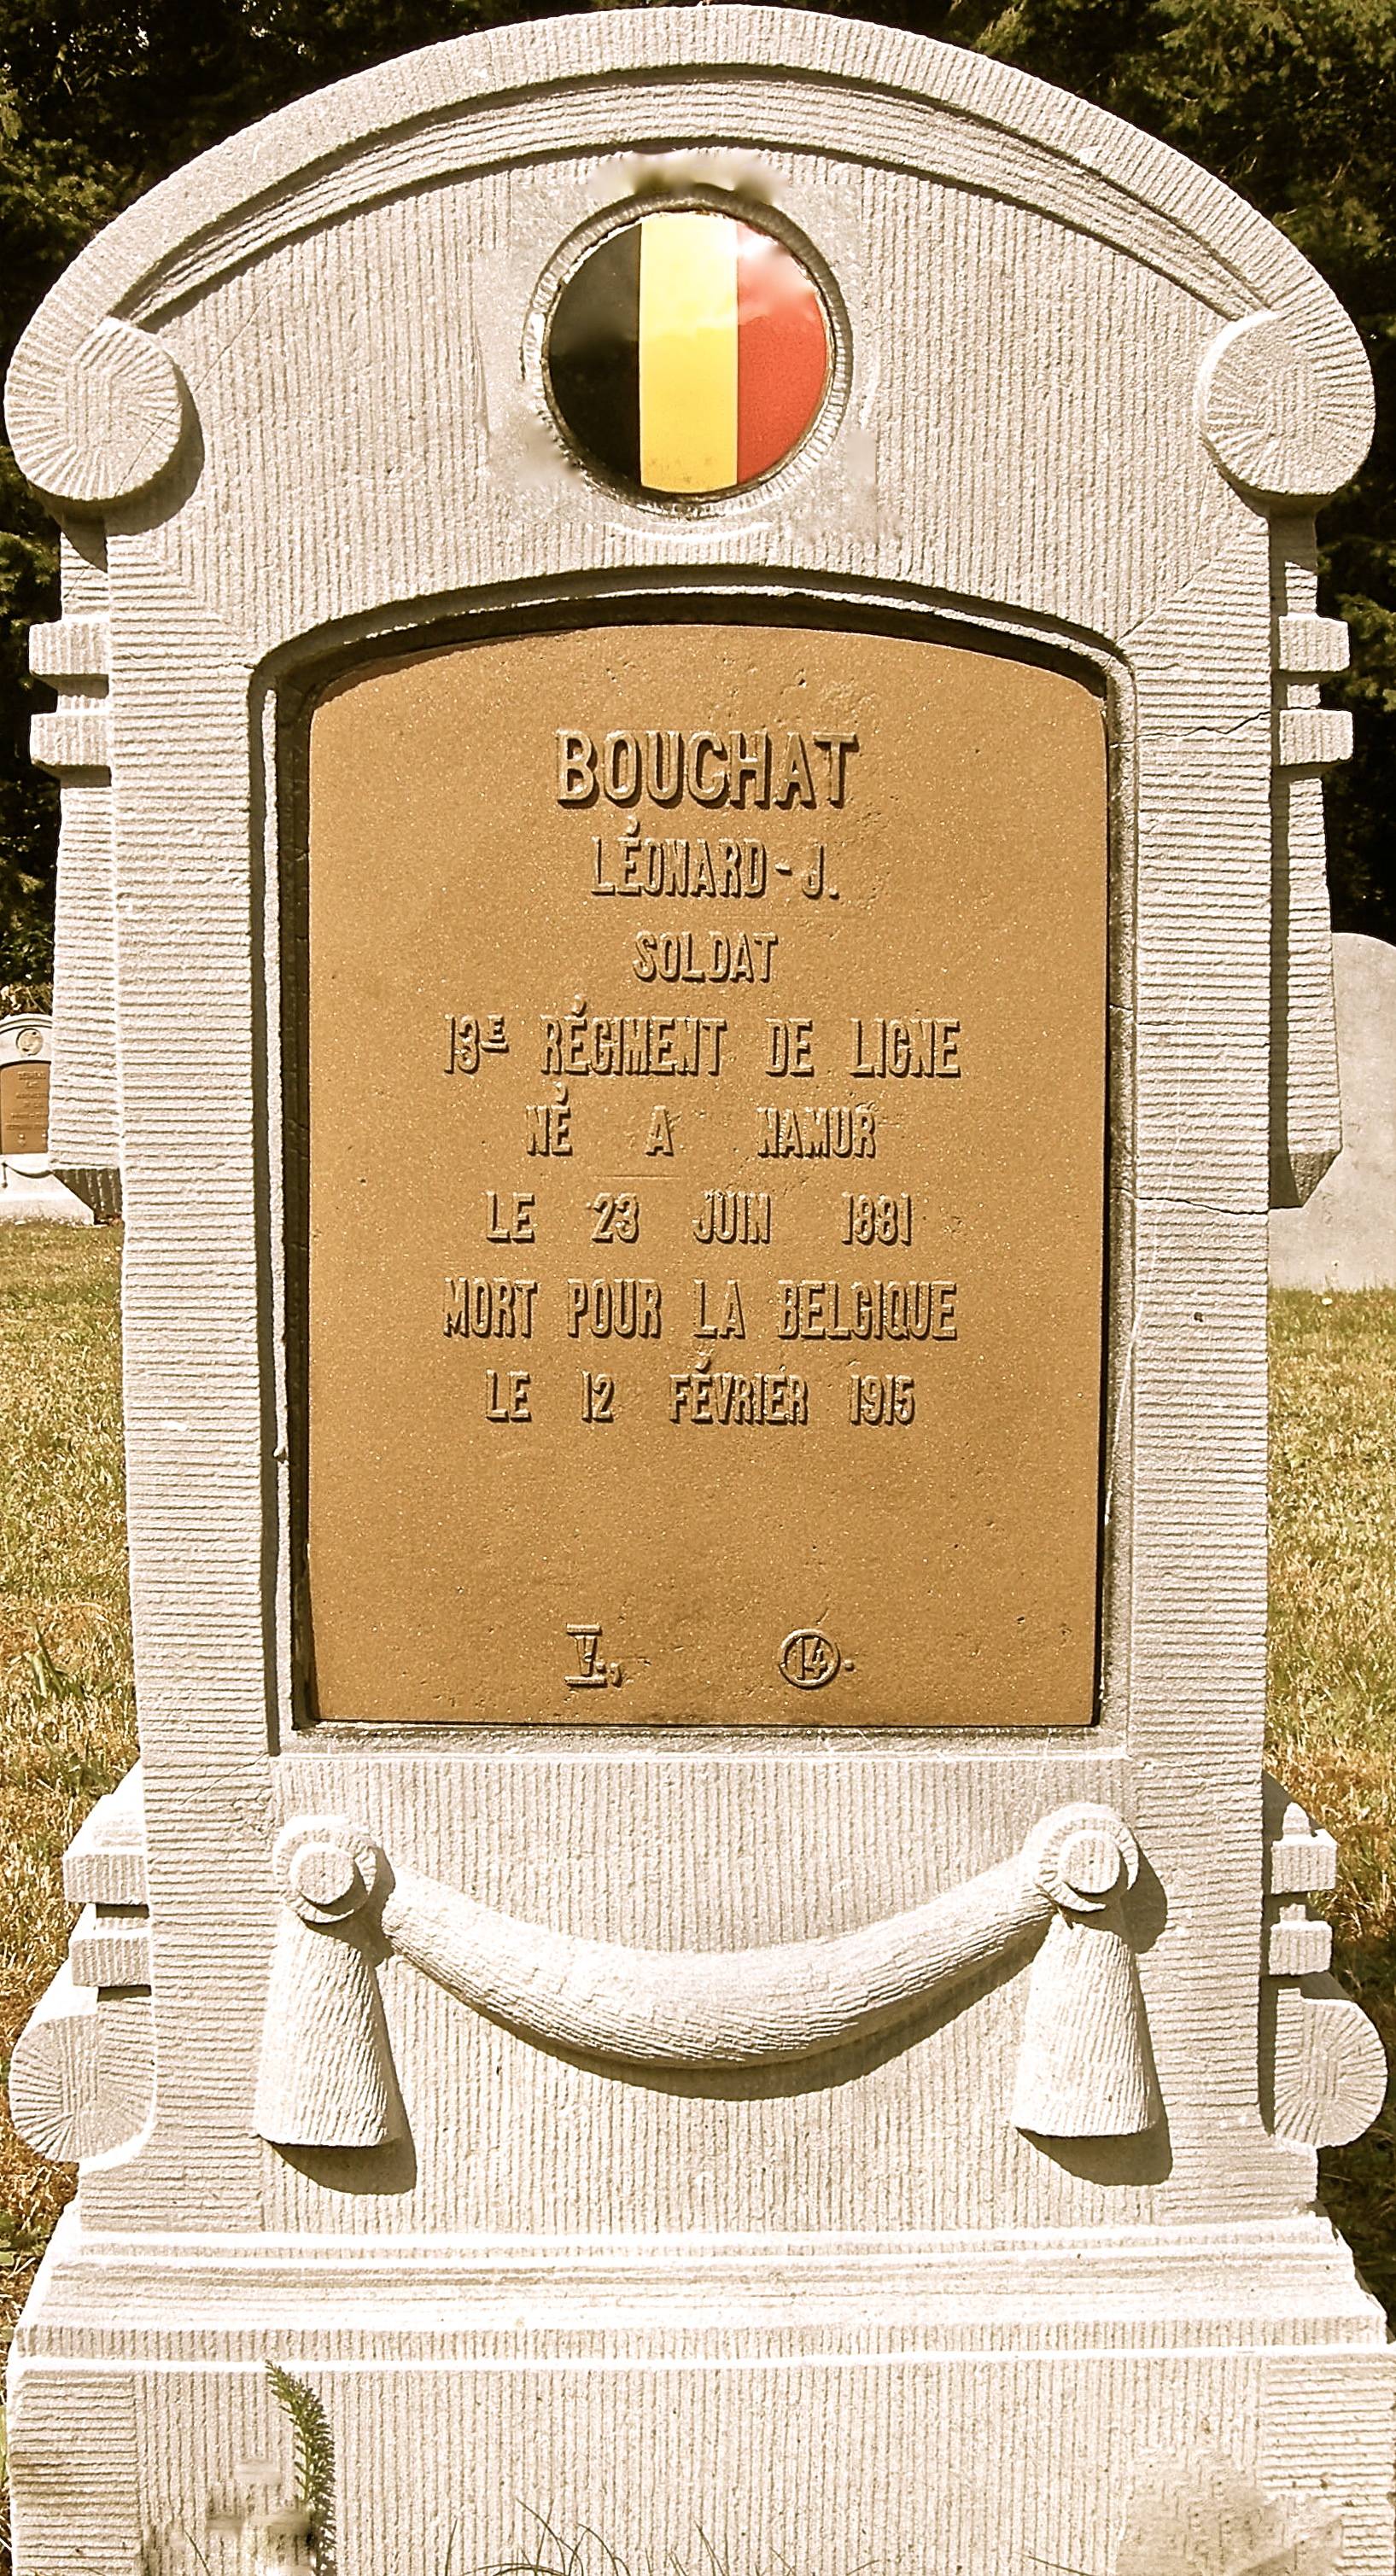 BOUCHAT
LÉONARD - J.
SOLDAT
13E RÉGIMENT DE LIGNE
NÉ A NAMUR
LE 23 JUIN 1881
MORT POUR LA BELGIQUE
LE 12 FÉVRIER 1915
V., 14.